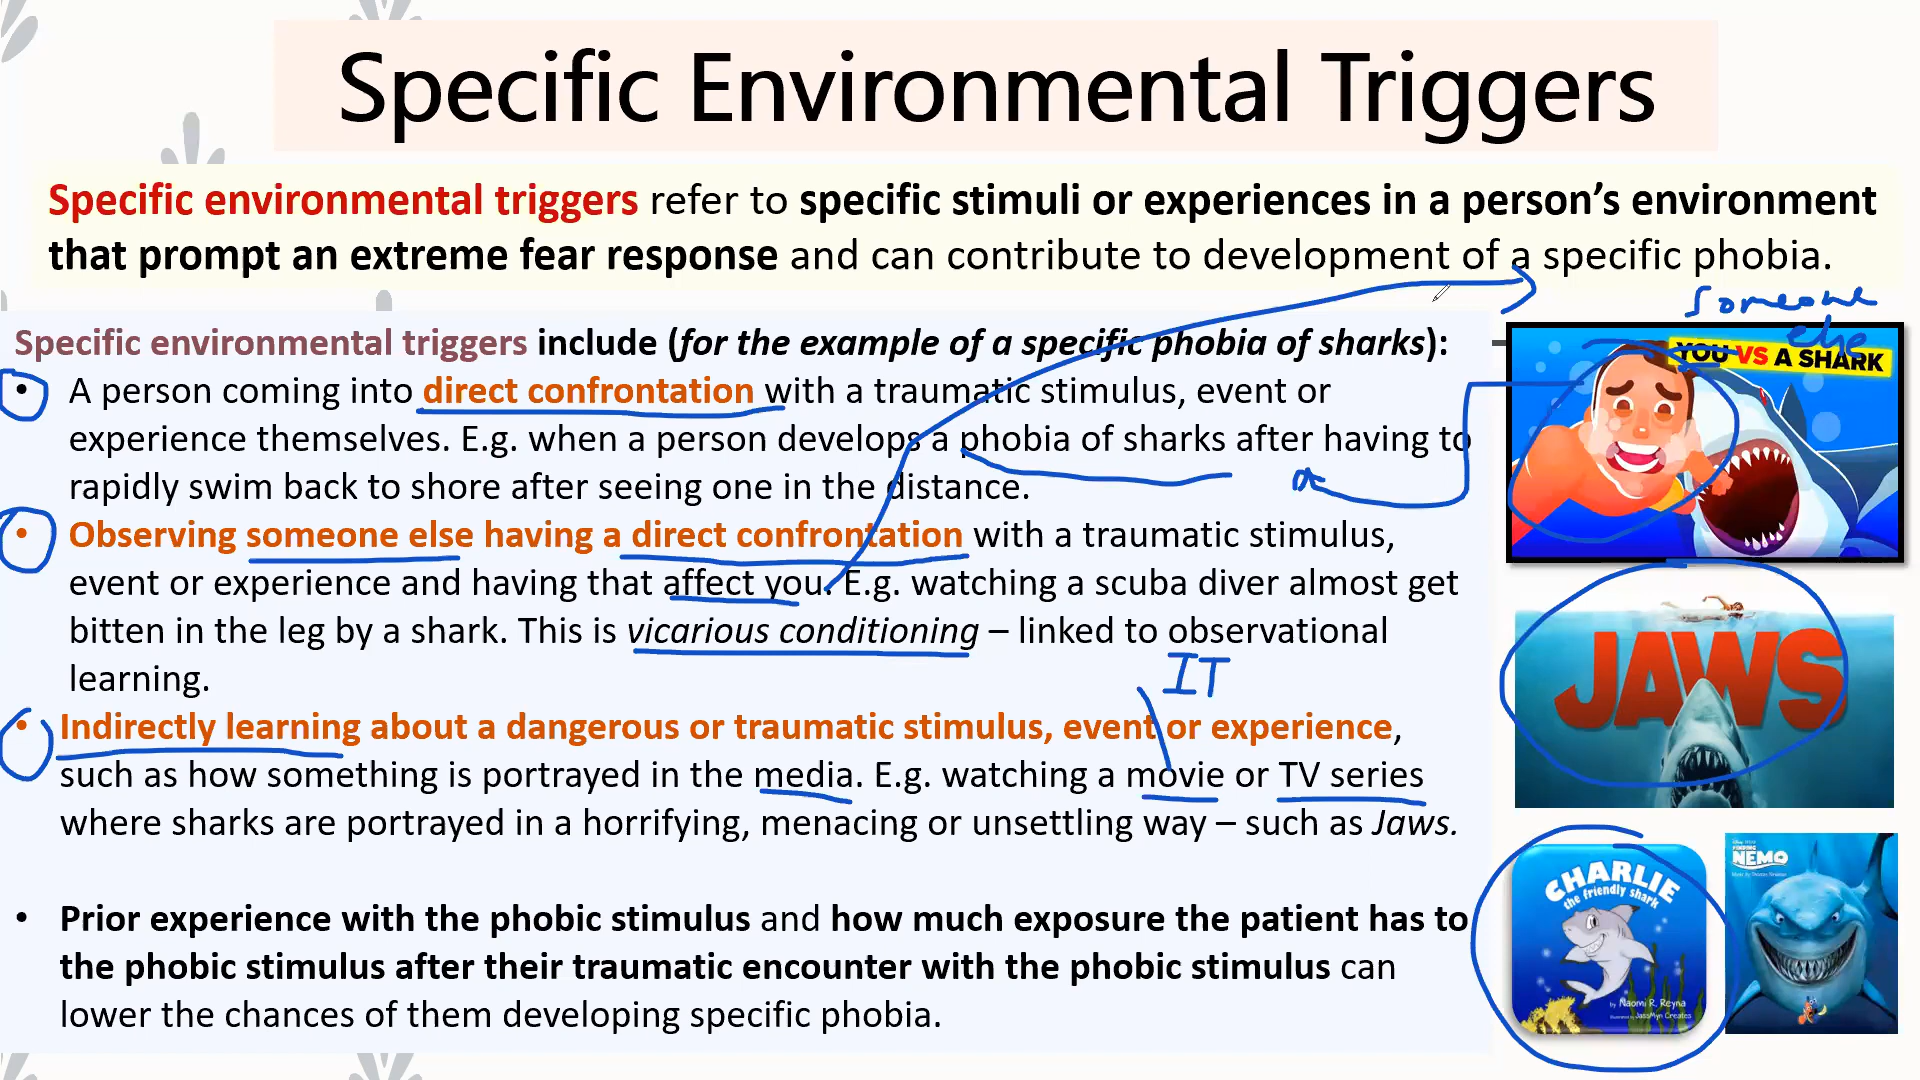 Specific Environmental Triggers
Specific environmental triggers refer to specific stimuli or experiences in a person’s environment
that prompt an extreme fear response and can contribute to development of a specific phobia.
someone
else
Specific environmental triggers include (for the example of a specific phobia of sharks):
• A person coming into direct confrontation with a traumatic stimulus, event or
experience themselves. E.g. when a person develops a phobia of sharks after having to
rapidly swim back to shore after seeing one in the distance.
• Observing someone else having a direct confrontation with a traumatic stimulus,
event or experience and having that affect you. E.g. watching a scuba diver almost get
bitten in the leg by a shark. This is vicarious conditioning – linked to observational
learning.
IT
• Indirectly learning about a dangerous or traumatic stimulus, event or experience,
such as how something is portrayed in the media. E.g. watching a movie or TV series
where sharks are portrayed in a horrifying, menacing or unsettling way – such as Jaws.
• Prior experience with the phobic stimulus and how much exposure the patient has to
the phobic stimulus after their traumatic encounter with the phobic stimulus can
lower the chances of them developing specific phobia.
YOU VS A SHARK
JAWS
CHARLIE
the friendly shark
by Naomi R. Reyna
Illustrated by JassMyn Creates
FINDING
NEMO